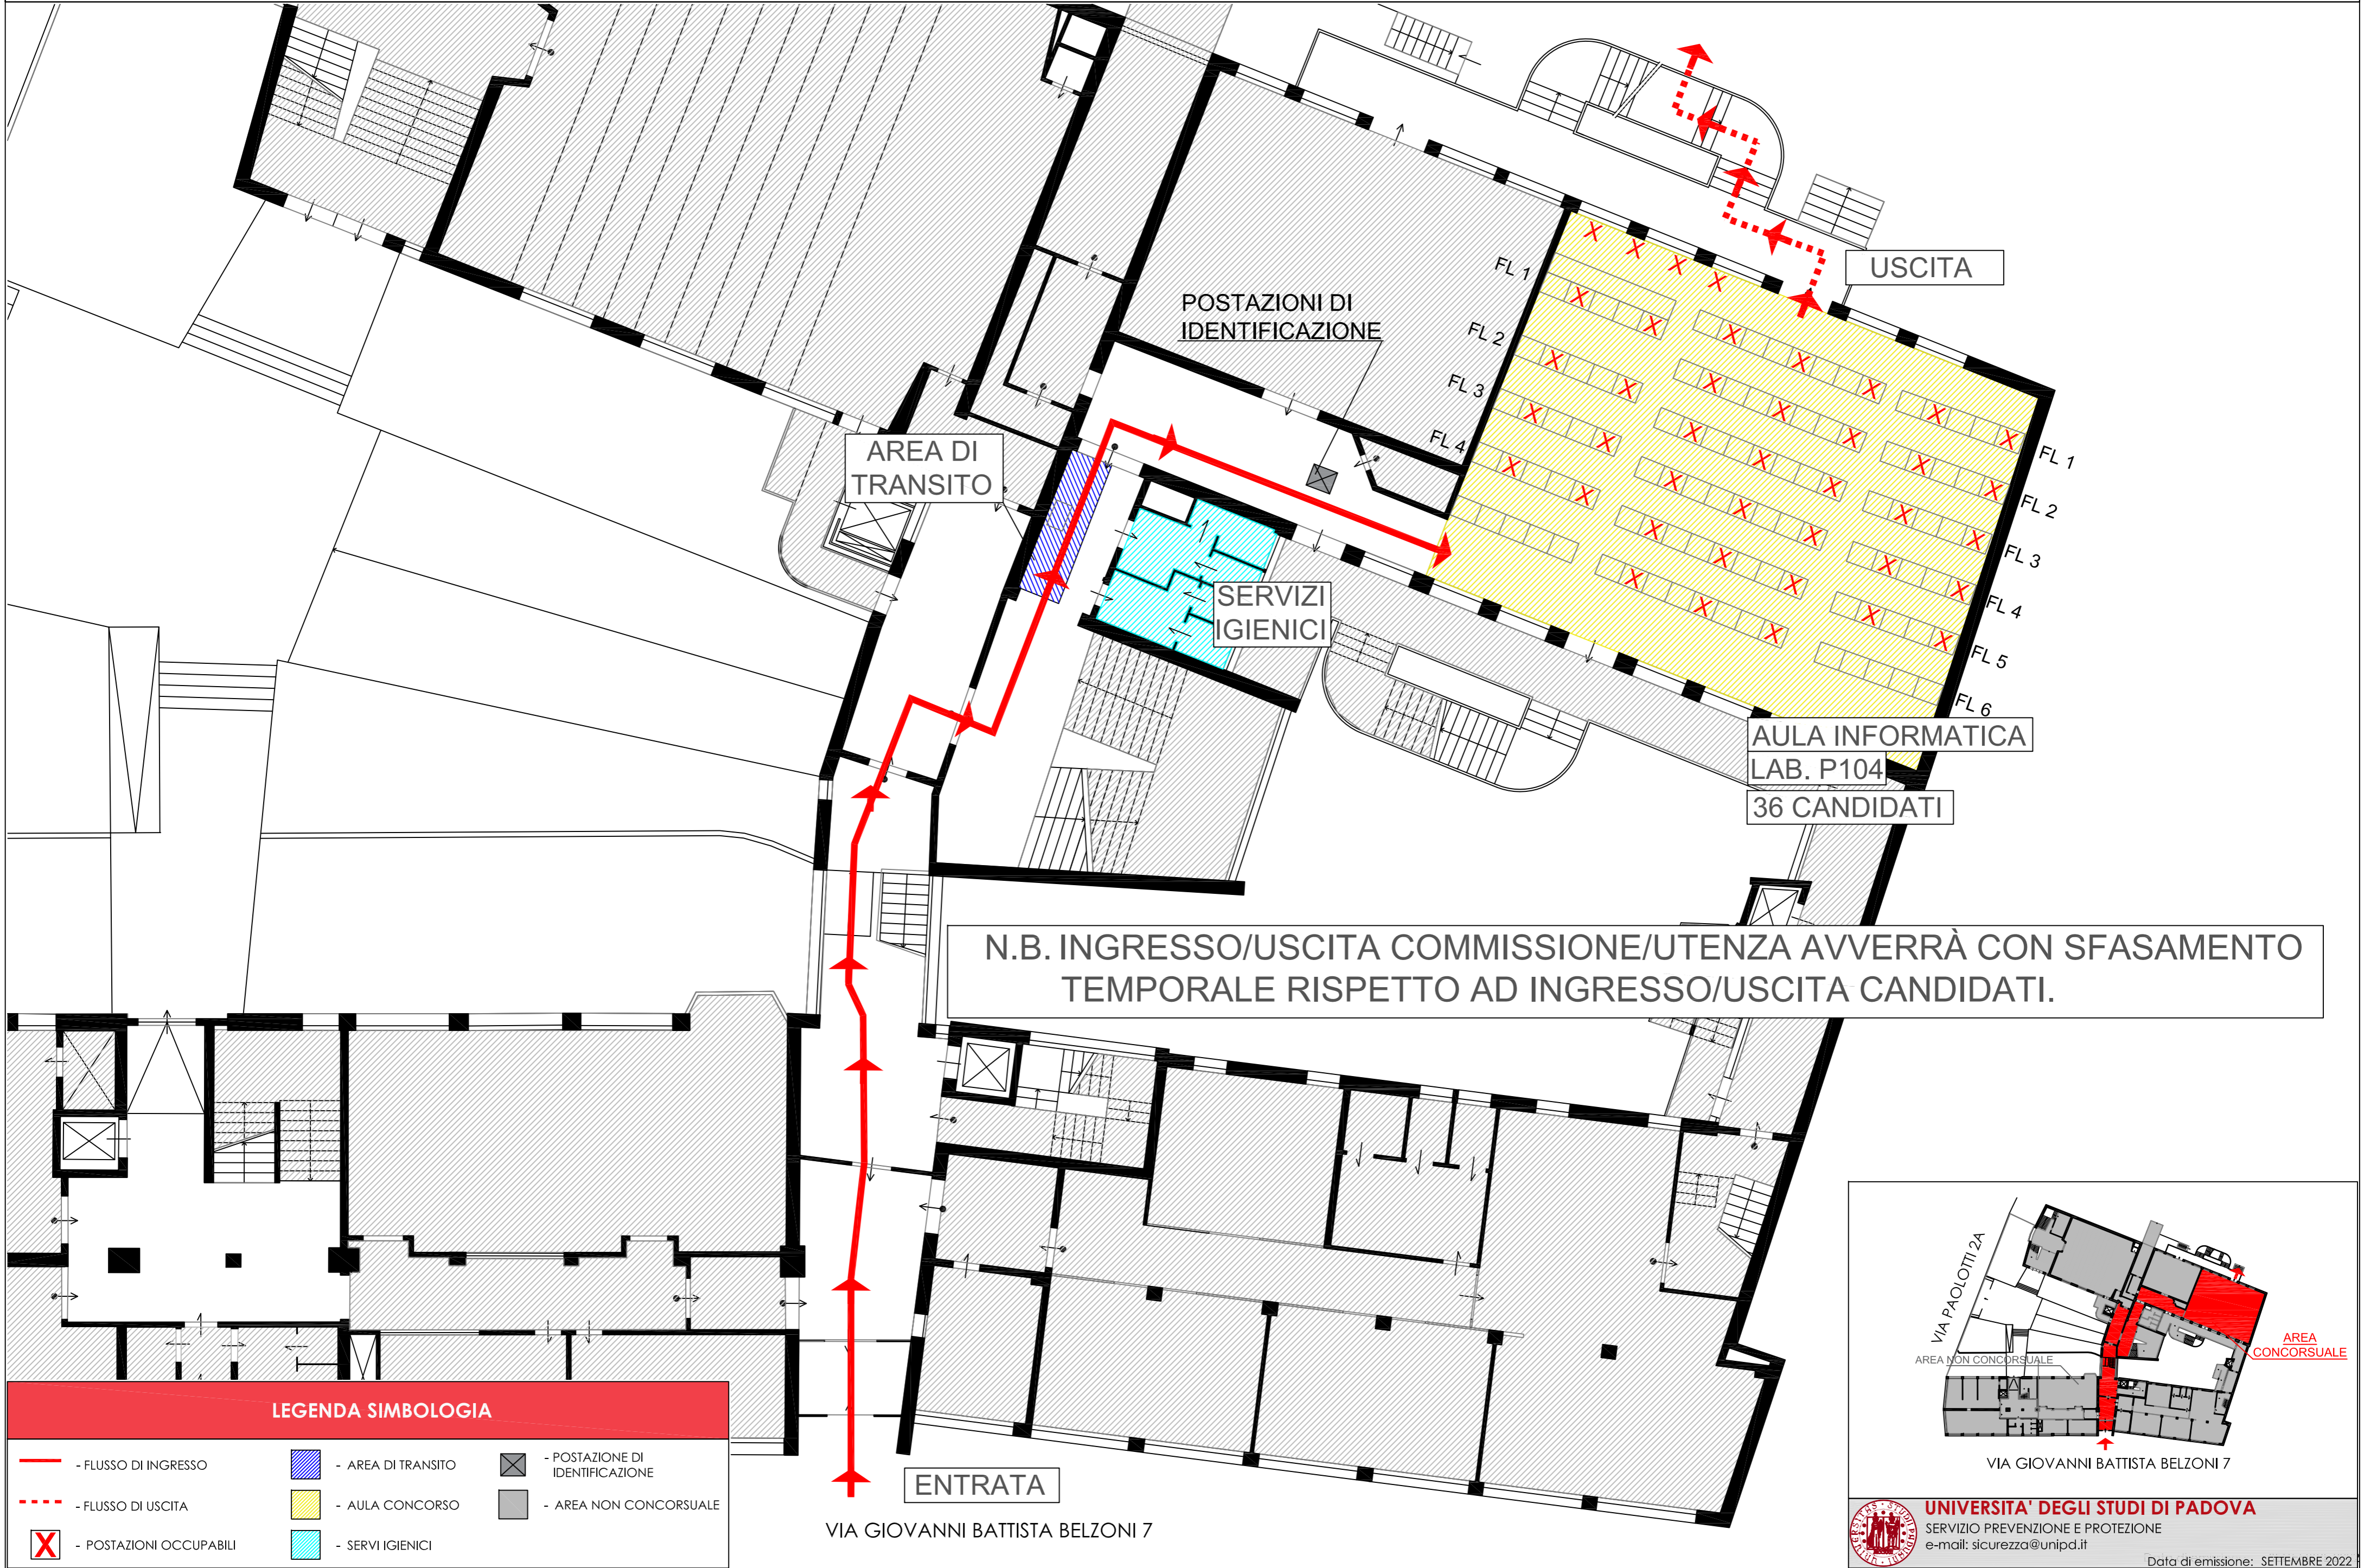 USCITA
POSTAZIONI DI
IDENTIFICAZIONE
FL 1
FL 2
FL 3
FL 4
AREA DI
TRANSITO
SERVIZI
IGIENICI
FL 1
FL 2
FL 3
FL 4
FL 5
FL 6
AULA INFORMATICA
LAB. P104
36 CANDIDATI
N.B. INGRESSO/USCITA COMMISSIONE/UTENZA AVVERRÀ CON SFASAMENTO
TEMPORALE RISPETTO AD INGRESSO/USCITA CANDIDATI.
ENTRATA
VIA GIOVANNI BATTISTA BELZONI 7
LEGENDA SIMBOLOGIA
- FLUSSO DI INGRESSO
- FLUSSO DI USCITA
X - POSTAZIONI OCCUPABILI
- AREA DI TRANSITO
- AULA CONCORSO
- SERVI IGIENICI
- POSTAZIONE DI
IDENTIFICAZIONE
- AREA NON CONCORSUALE
VIA PAOLOTTI 2A
AREA NON CONCORSUALE
AREA
CONCORSUALE
VIA GIOVANNI BATTISTA BELZONI 7
UNIVERSITA' DEGLI STUDI DI PADOVA
SERVIZIO PREVENZIONE E PROTEZIONE
e-mail: sicurezza@unipd.it
Data di emissione: SETTEMBRE 2022